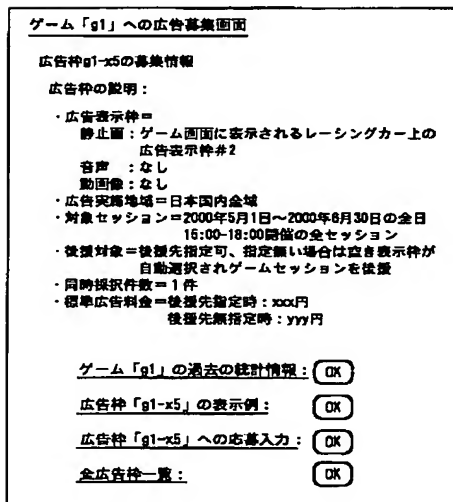 ゲーム「g1」への広告募集画面
広告枠g1-x5の募集情報
広告枠の説明：
・広告表示枠＝
静止画：ゲーム画面に表示されるレーシングカー上の
広告表示枠#2
音声：なし
動画像：なし
・広告実施地域＝日本国内全域
・対象セッション＝2000年5月1日〜2000年6月30日の全日
16:00-18:00開催の全セッション
・後援対象＝後援先指定可、指定無い場合は空き表示枠が
自動選択されゲームセッションを後援
・同時採択件数＝1件
・標準広告料金＝後援先指定時：xxx円
後援先無指定時：yyy円
ゲーム「g1」の過去の統計情報： OK
広告枠「g1-x5」の表示例： OK
広告枠「g1-x5」への応募入力： OK
全広告枠一覧： OK